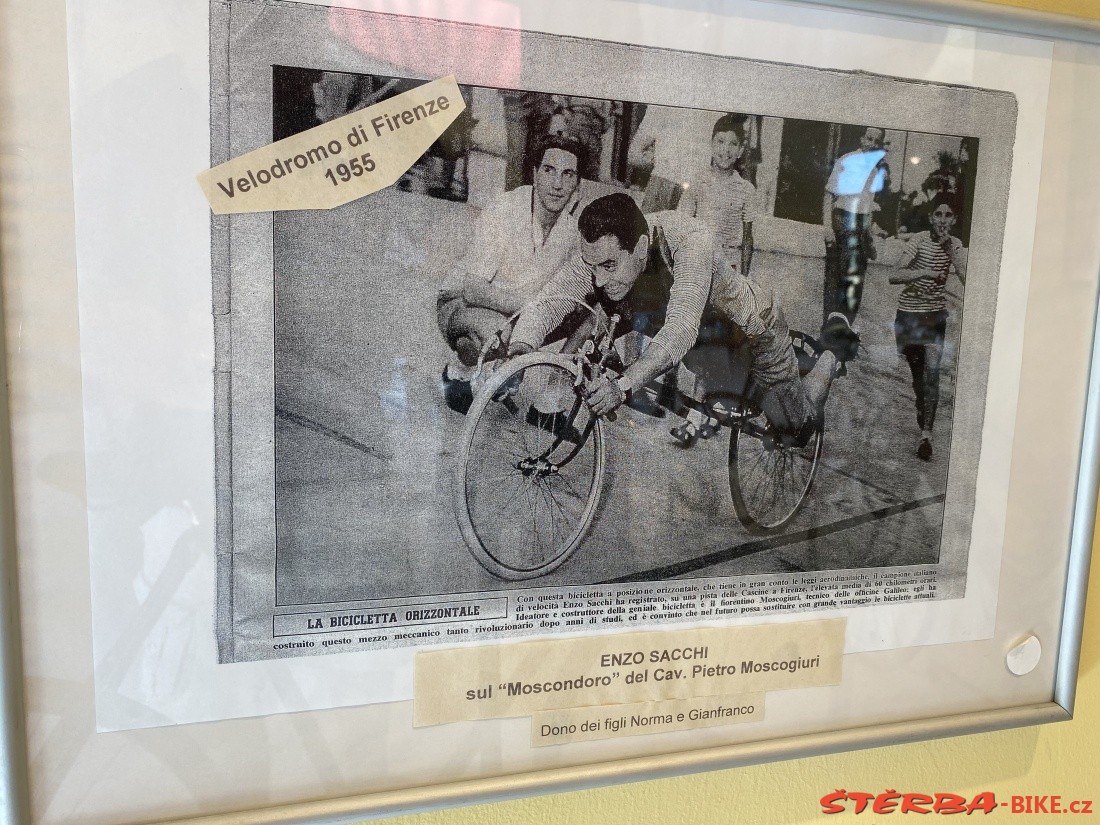 Velodromo di Firenze
1955
Con questa bicicletta a posizione orizzontale, che tiene in gran conto le leggi aerodinamiche, il campione italiano
di velocità Enzo Sacchi ha registrato, su una pista delle Cascine a Firenze, l'elevata media di 60 chilometri orari.
Ideatore e costruttore della geniale bicicletta è il fiorentino Moscogiuri, tecnico delle officine Galileo; egli ha
LA BICICLETTA ORIZZONTALE
costruito questo mezzo meccanico tanto rivoluzionario dopo anni di studi, ed è convinto che nel futuro possa sostituire con grande vantaggio le biciclette attuali.
ENZO SACCHI
sul “Moscondoro” del Cav. Pietro Moscogiuri
Dono dei figli Norma e Gianfranco
ŠTĚRBA-BIKE.cz